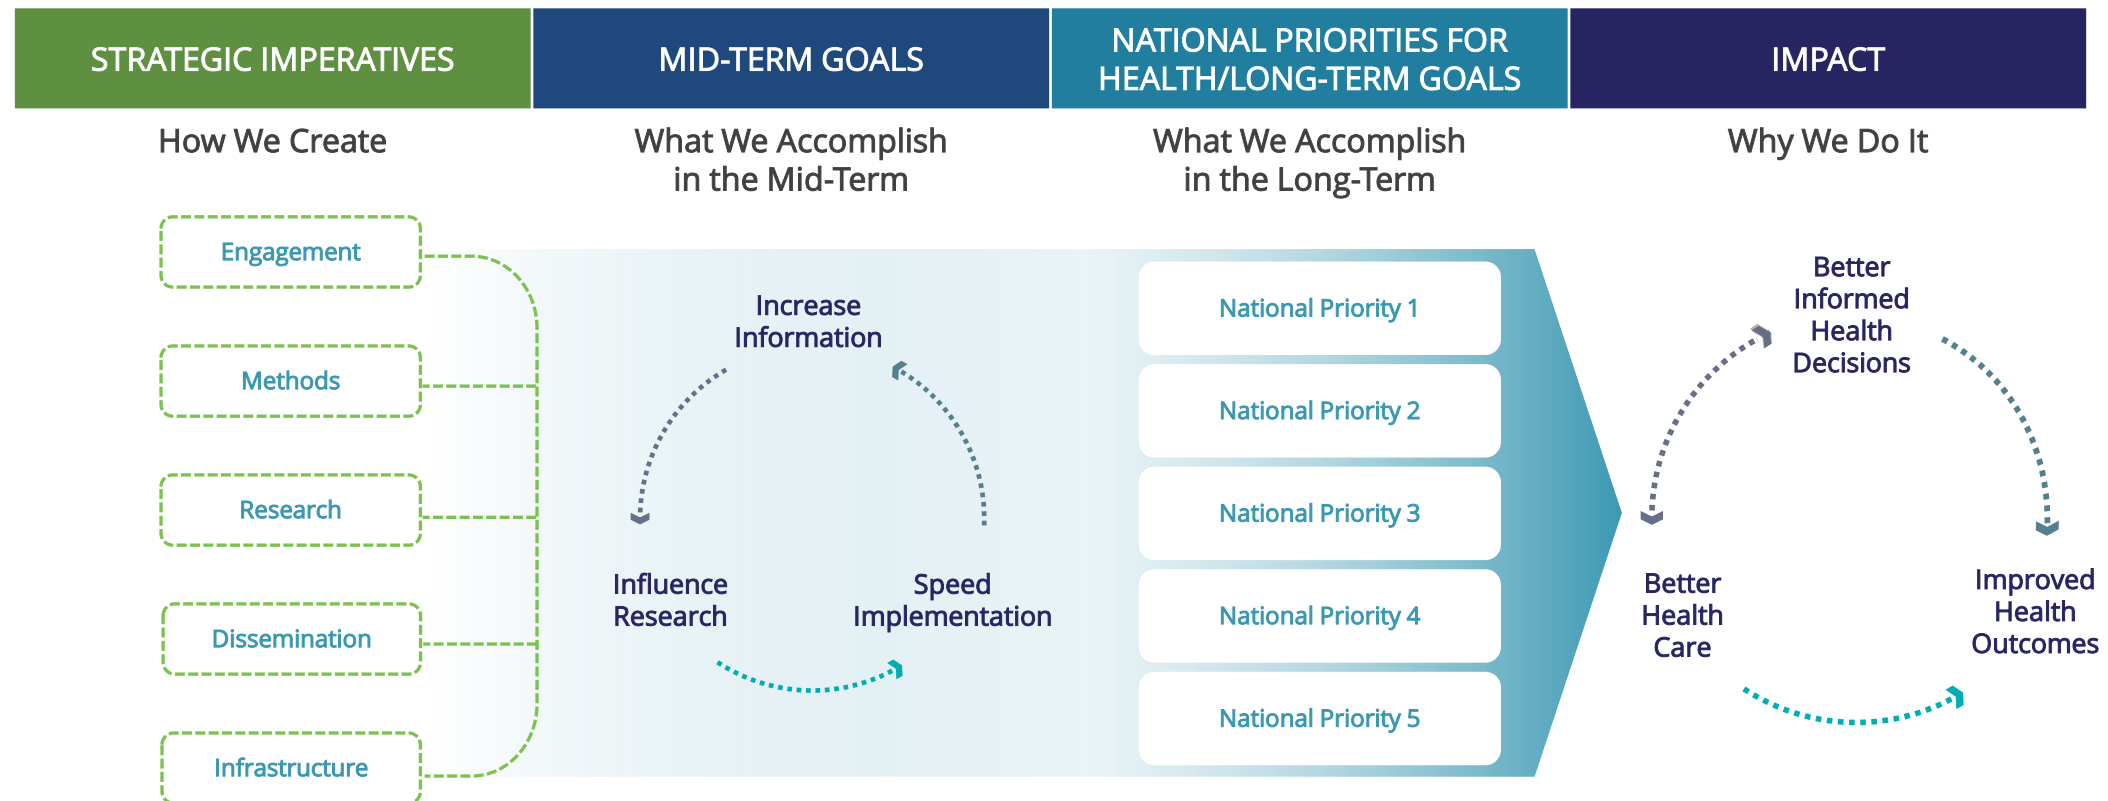 STRATEGIC IMPERATIVES
MID-TERM GOALS
NATIONAL PRIORITIES FOR
HEALTH/LONG-TERM GOALS
IMPACT
How We Create
What We Accomplish
in the Mid-Term
What We Accomplish
in the Long-Term
Why We Do It
Engagement
Methods
Research
Dissemination
Infrastructure
Increase
Information
Influence
Research
Speed
Implementation
National Priority 1
National Priority 2
National Priority 3
National Priority 4
National Priority 5
Better
Informed
Health
Decisions
Better
Health
Care
Improved
Health
Outcomes